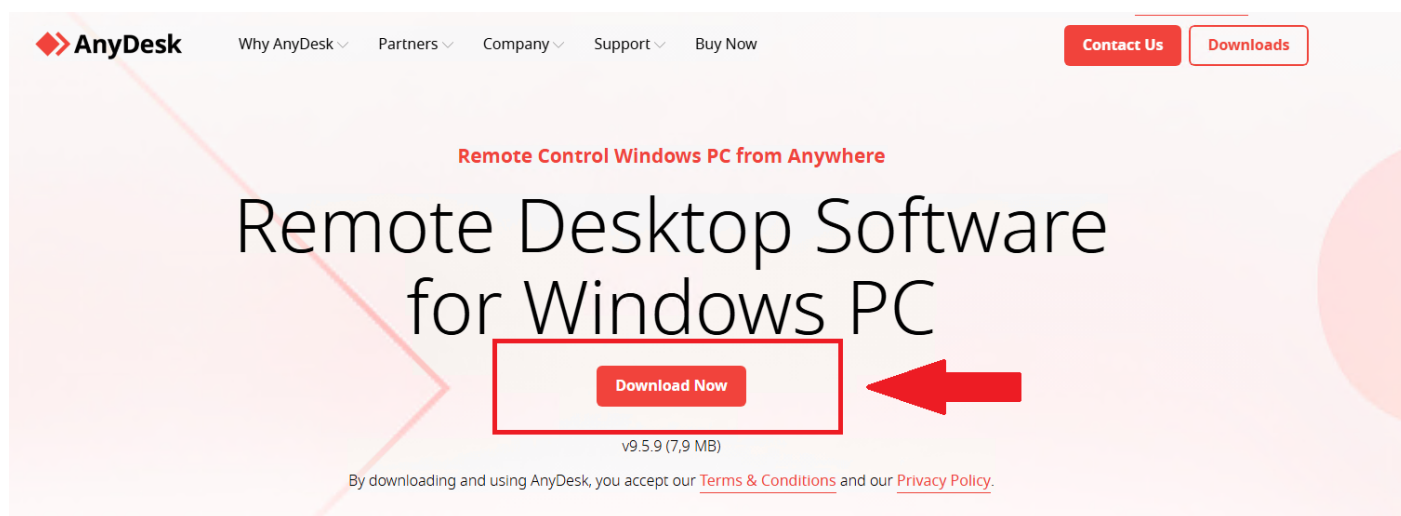 AnyDesk Why AnyDesk Partners Company Support Buy Now Contact Us Downloads
Remote Control Windows PC from Anywhere
Remote Desktop Software
for Windows PC
Download Now
v9.5.9 (7,9 MB)
By downloading and using AnyDesk, you accept our Terms & Conditions and our Privacy Policy.